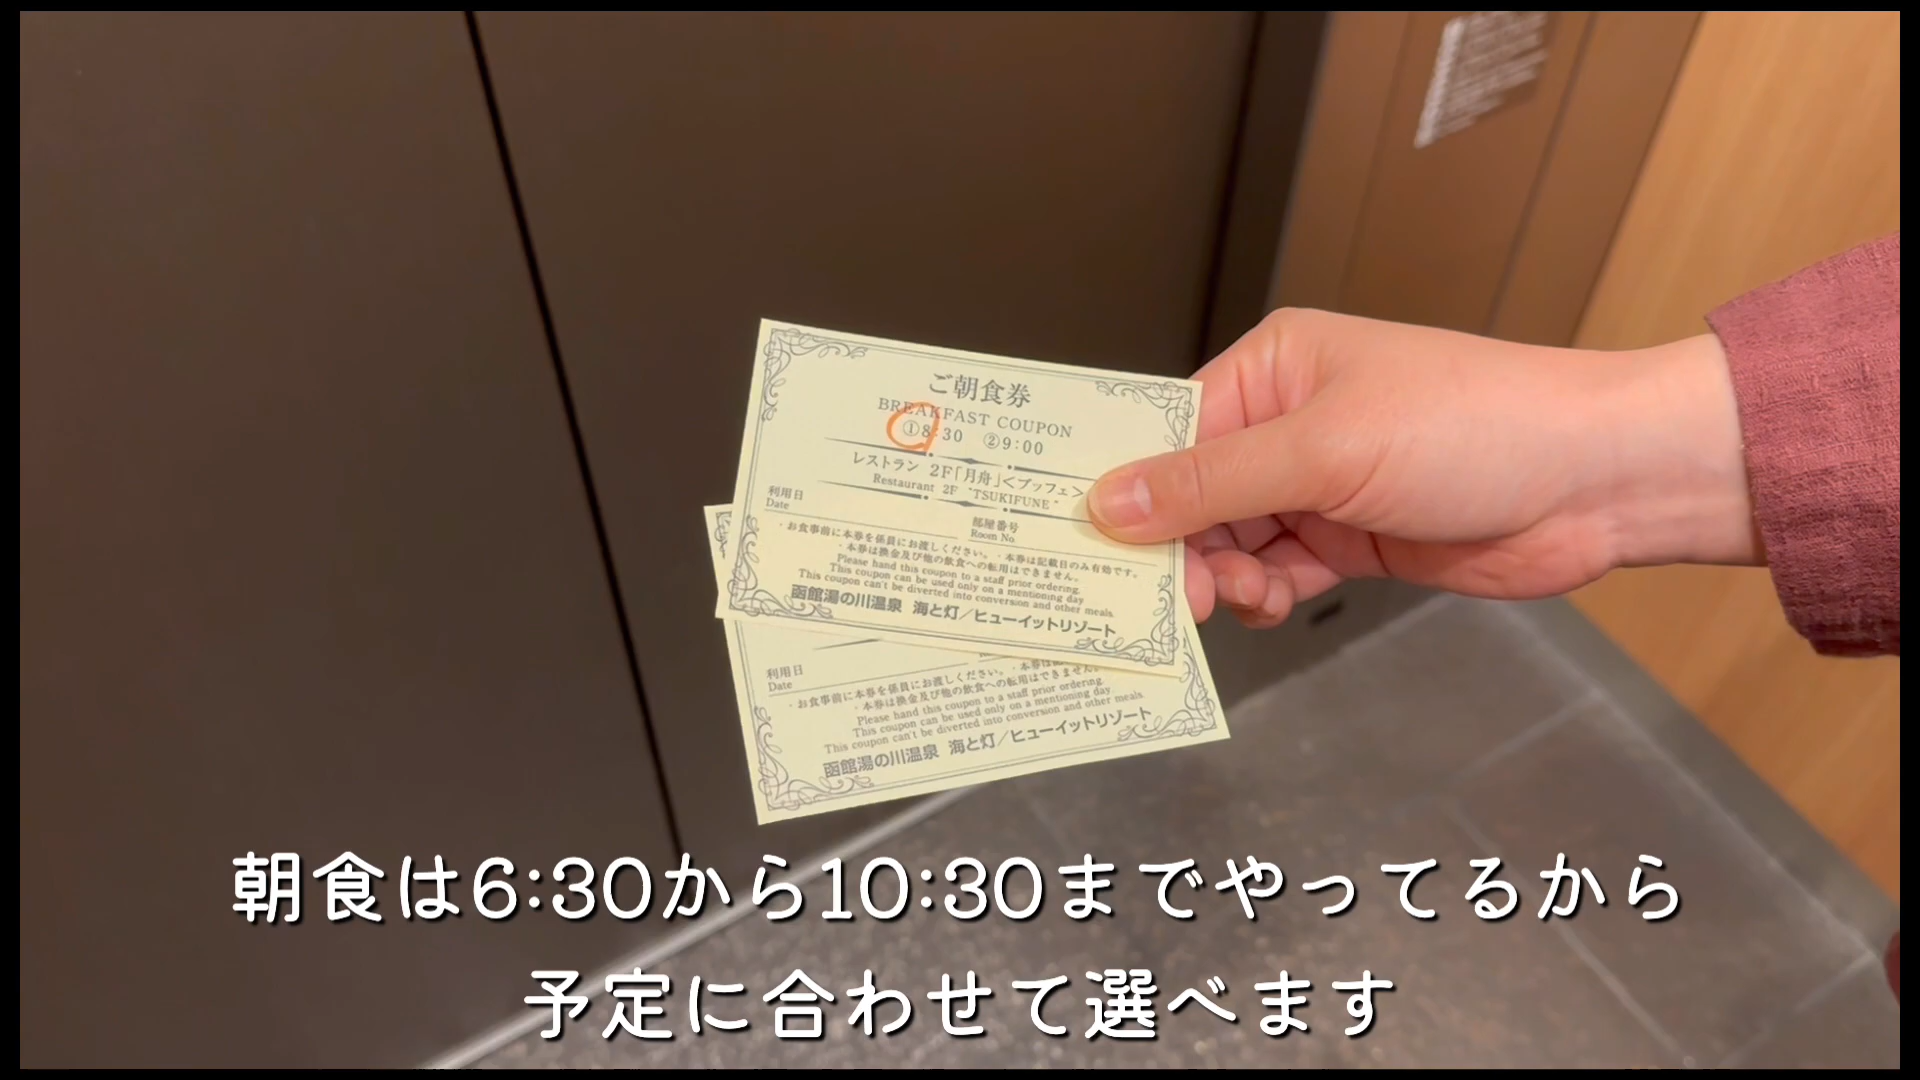 ご朝食券
BREAKFAST COUPON
①8:30 ②9:00
レストラン 2F「月舟」<ブッフェ>
Restaurant 2F "TSUKIFUNE"
利用日
Date
部屋番号
Room No.
・お食事前に本券を係員にお渡しください。・本券は記載日のみ有効です。
・本券は換金及び他の飲食への転用はできません。
Please hand this coupon to a staff prior ordering.
This coupon can be used only on a mentioning day.
This coupon can't be diverted into conversion and other meals.
函館湯の川温泉 海と灯/ヒューイットリゾート
利用日
Date
・お食事前に本券を係員にお渡しください。・本券は
・本券は換金及び他の飲食への転用はできません。
Please hand this coupon to a staff prior ordering.
This coupon can be used only on a mentioning day.
This coupon can't be diverted into conversion and other meals.
函館湯の川温泉 海と灯/ヒューイットリゾート
朝食は6:30から10:30までやってるから
予定に合わせて選べます